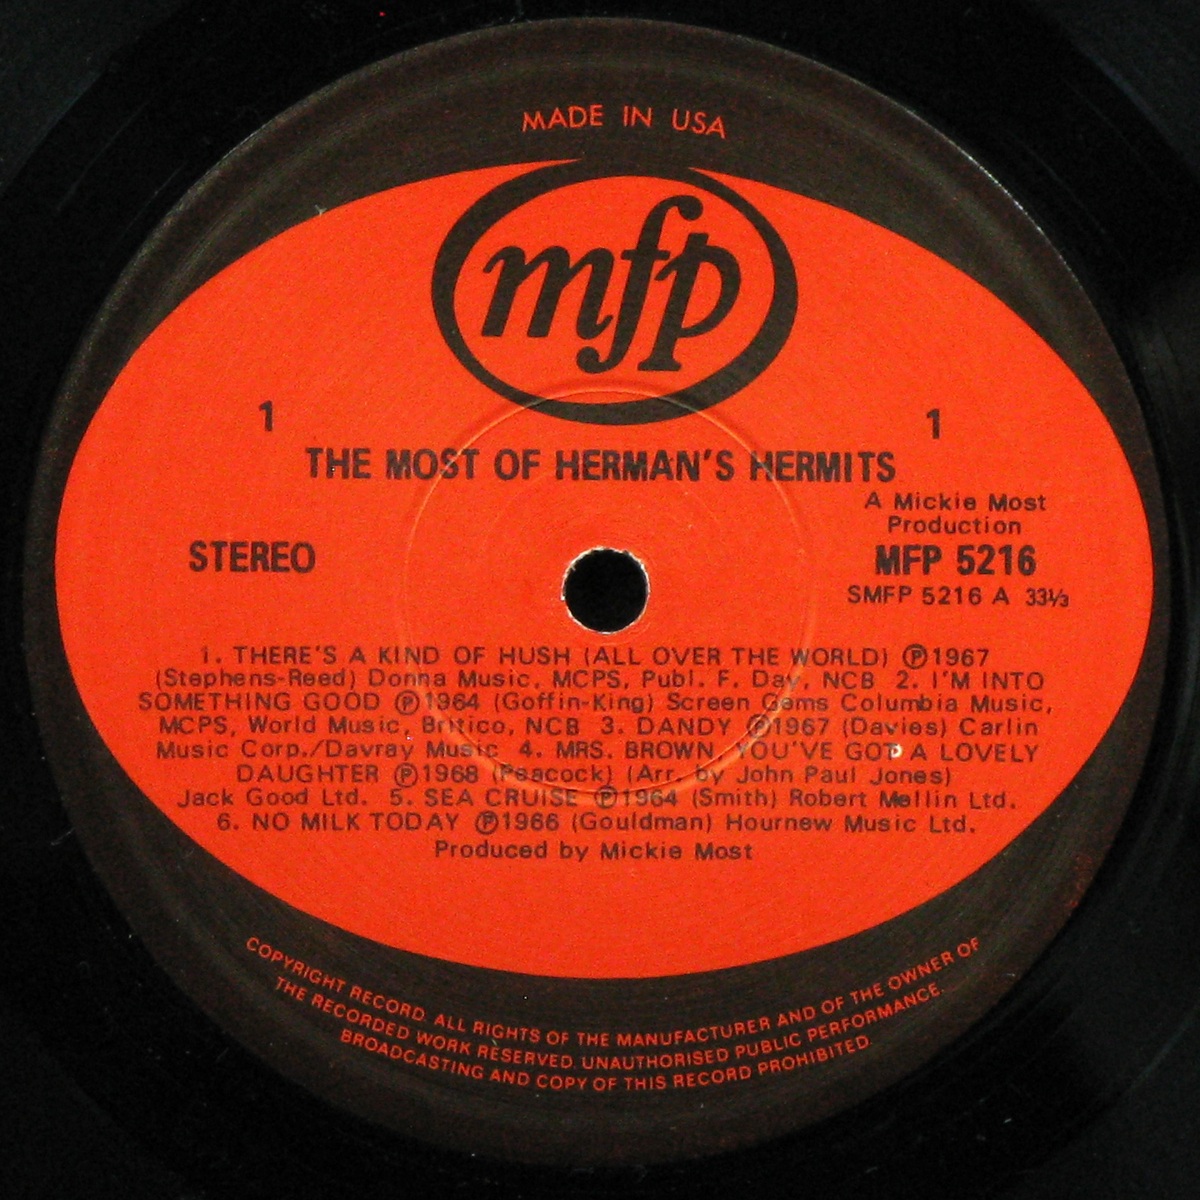 MADE IN USA
mfp
1 1
THE MOST OF HERMAN'S HERMITS
A Mickie Most
Production
STEREO MFP 5216
SMFP 5216 A 33⅓
1. THERE'S A KIND OF HUSH (ALL OVER THE WORLD) Ⓟ1967
(Stephens-Reed) Donna Music, MCPS, Publ. F. Day, NCB 2. I'M INTO
SOMETHING GOOD Ⓟ1964 (Goffin-King) Screen Gems Columbia Music,
MCPS, World Music, Britico, NCB 3. DANDY Ⓟ1967 (Davies) Carlin
Music Corp./Davray Music 4. MRS. BROWN, YOU'VE GOT A LOVELY
DAUGHTER Ⓟ1968 (Peacock) (Arr. by John Paul Jones)
Jack Good Ltd. 5. SEA CRUISE Ⓟ1964 (Smith) Robert Mellin Ltd.
6. NO MILK TODAY Ⓟ1966 (Gouldman) Hournew Music Ltd.
Produced by Mickie Most
COPYRIGHT RECORD. ALL RIGHTS OF THE MANUFACTURER AND OF THE OWNER OF
THE RECORDED WORK RESERVED. UNAUTHORISED PUBLIC PERFORMANCE.
BROADCASTING AND COPY OF THIS RECORD PROHIBITED.